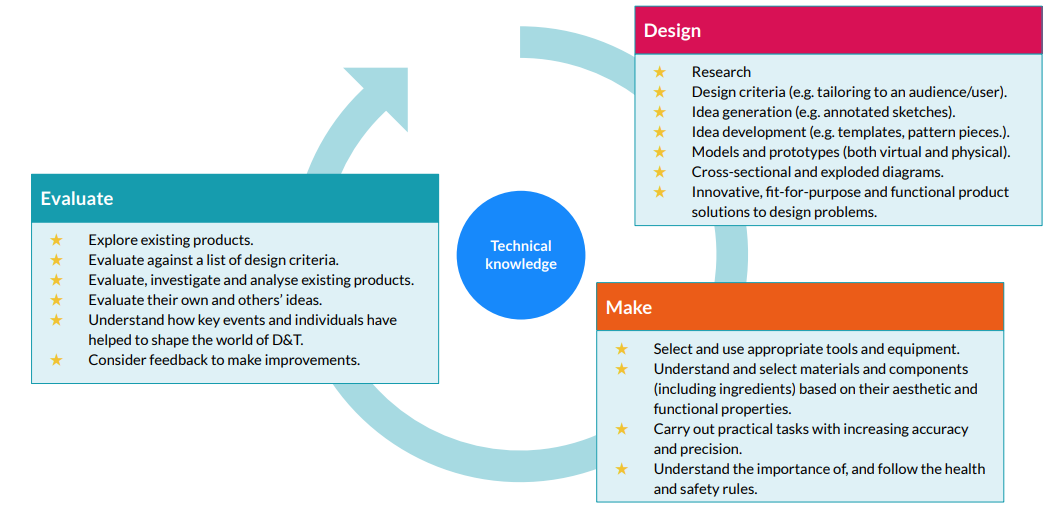 Design
Research
Design criteria (e.g. tailoring to an audience/user).
Idea generation (e.g. annotated sketches).
Idea development (e.g. templates, pattern pieces.).
Models and prototypes (both virtual and physical).
Cross-sectional and exploded diagrams.
Innovative, fit-for-purpose and functional product
solutions to design problems.
Make
Select and use appropriate tools and equipment.
Understand and select materials and components
(including ingredients) based on their aesthetic and
functional properties.
Carry out practical tasks with increasing accuracy
and precision.
Understand the importance of, and follow the health
and safety rules.
Evaluate
Explore existing products.
Evaluate against a list of design criteria.
Evaluate, investigate and analyse existing products.
Evaluate their own and others’ ideas.
Understand how key events and individuals have
helped to shape the world of D&T.
Consider feedback to make improvements.
Technical
knowledge